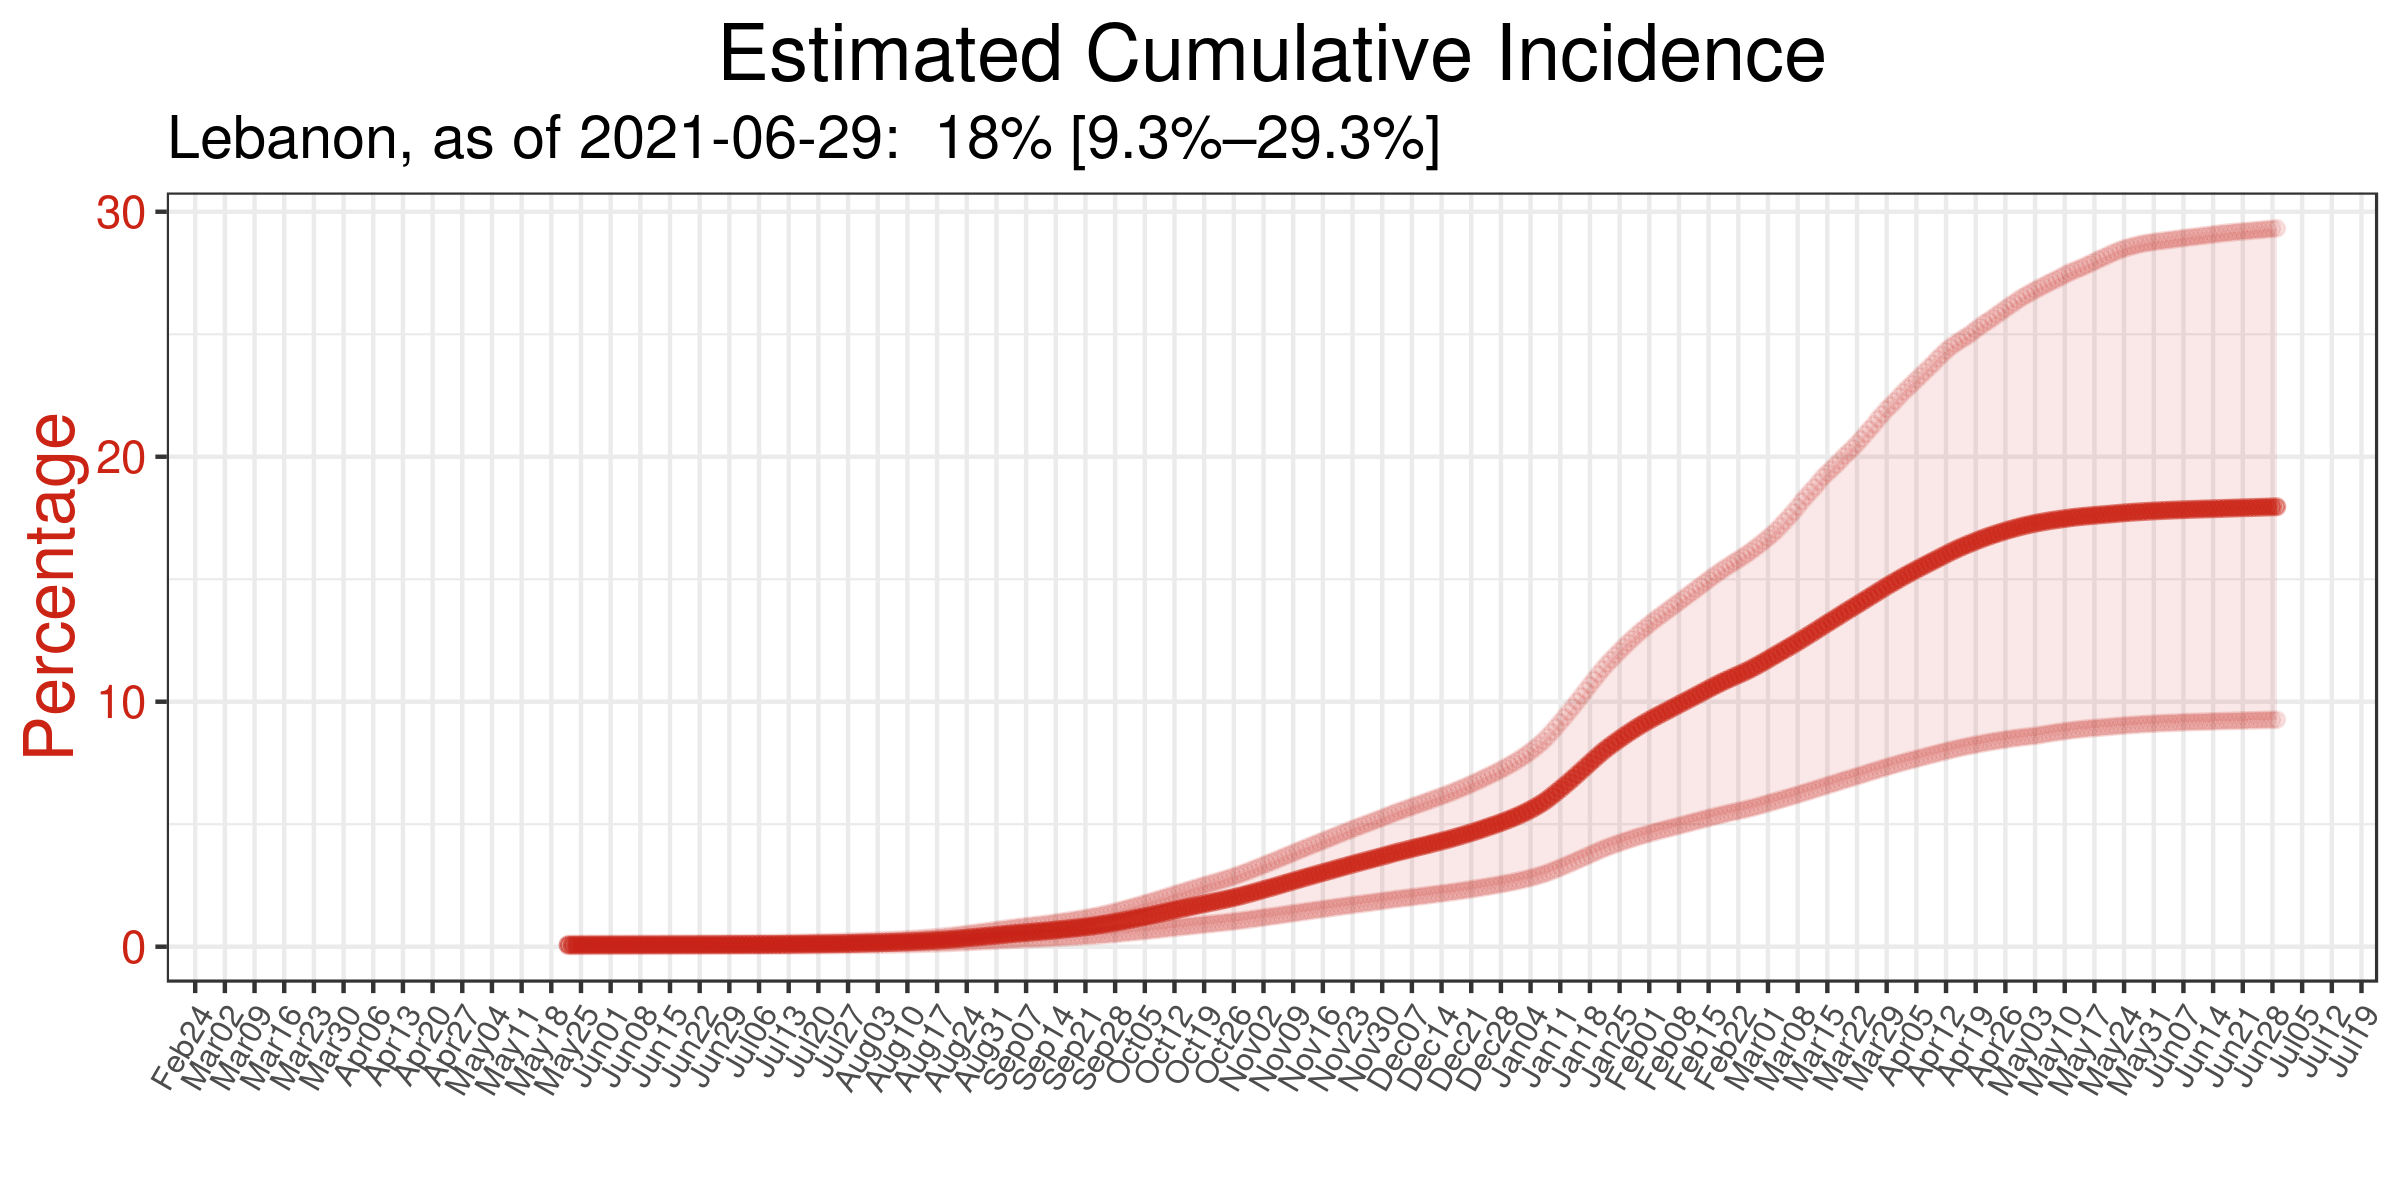 Estimated Cumulative Incidence
Lebanon, as of 2021-06-29:  18% [9.3%–29.3%]
Percentage
30
20
10
0
Feb24
Mar02
Mar09
Mar16
Mar23
Mar30
Apr06
Apr13
Apr20
Apr27
May04
May11
May18
May25
Jun01
Jun08
Jun15
Jun22
Jun29
Jul06
Jul13
Jul20
Jul27
Aug03
Aug10
Aug17
Aug24
Aug31
Sep07
Sep14
Sep21
Sep28
Oct05
Oct12
Oct19
Oct26
Nov02
Nov09
Nov16
Nov23
Nov30
Dec07
Dec14
Dec21
Dec28
Jan04
Jan11
Jan18
Jan25
Feb01
Feb08
Feb15
Feb22
Mar01
Mar08
Mar15
Mar22
Mar29
Apr05
Apr12
Apr19
Apr26
May03
May10
May17
May24
May31
Jun07
Jun14
Jun21
Jun28
Jul05
Jul12
Jul19